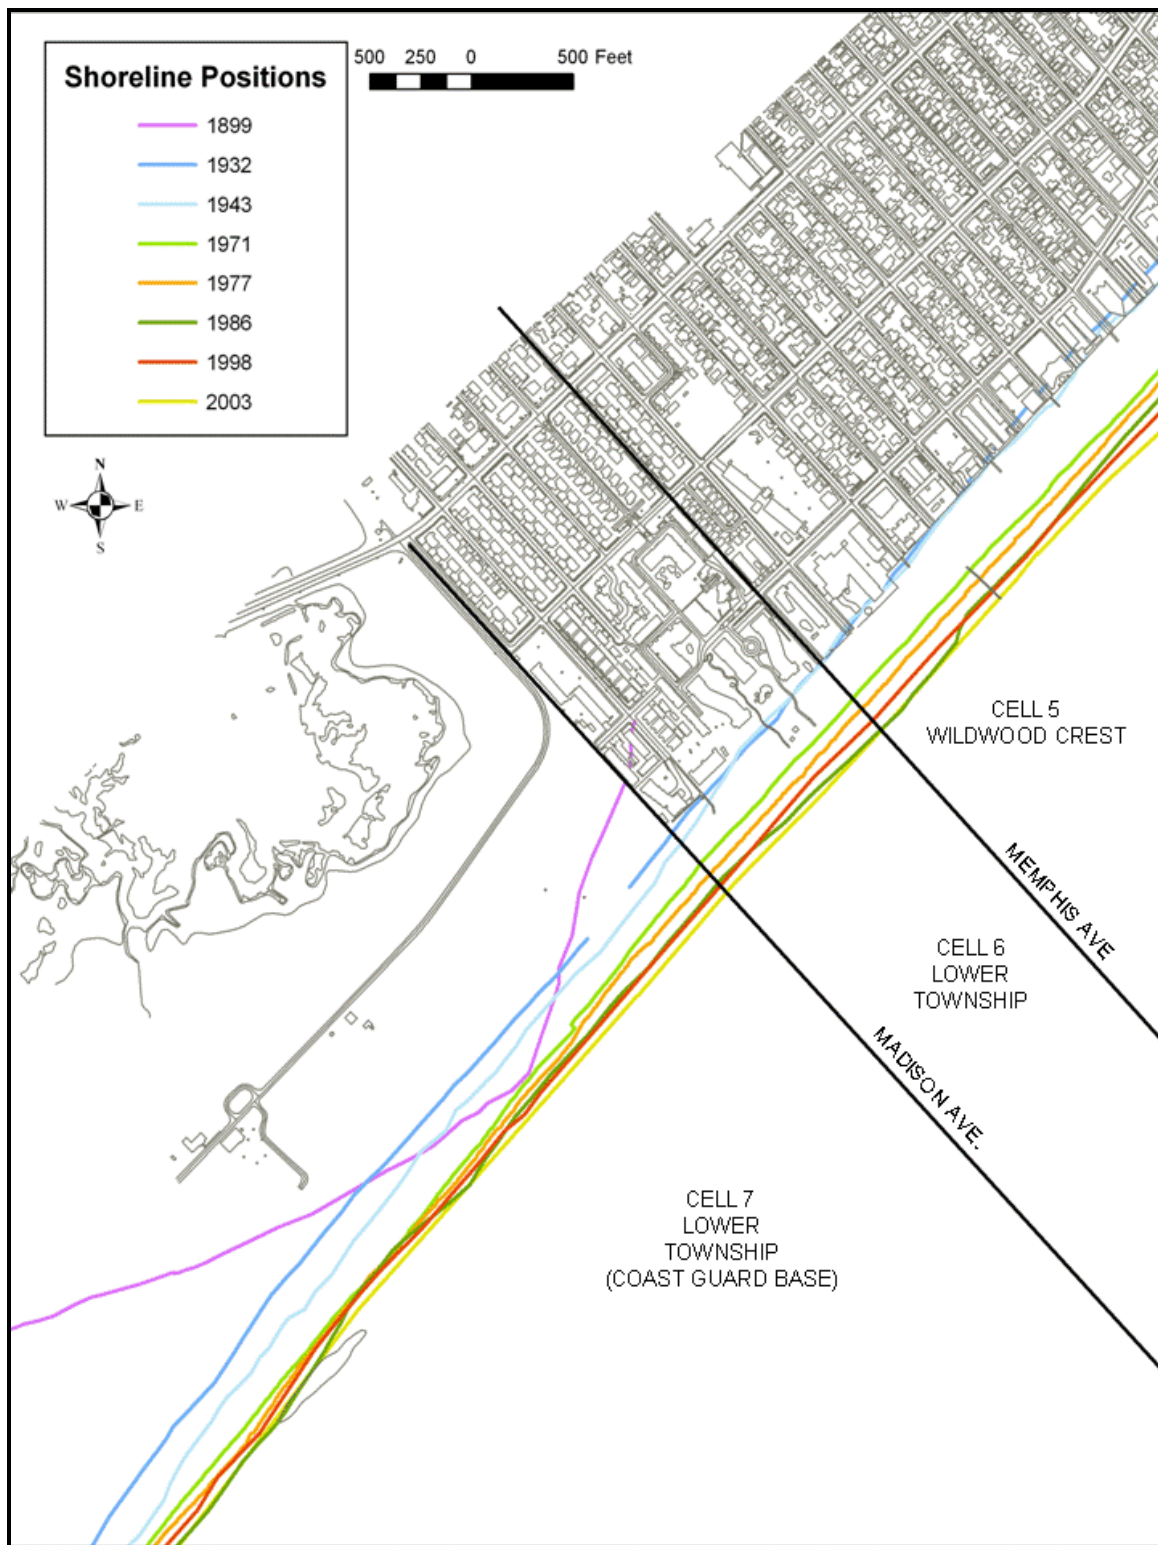 Shoreline Positions
1899
1932
1943
1971
1977
1986
1998
2003
500 250 0 500 Feet
N
W E
S
CELL 5
WILDWOOD CREST
MEMPHIS AVE
CELL 6
LOWER
TOWNSHIP
MADISON AVE.
CELL 7
LOWER
TOWNSHIP
(COAST GUARD BASE)